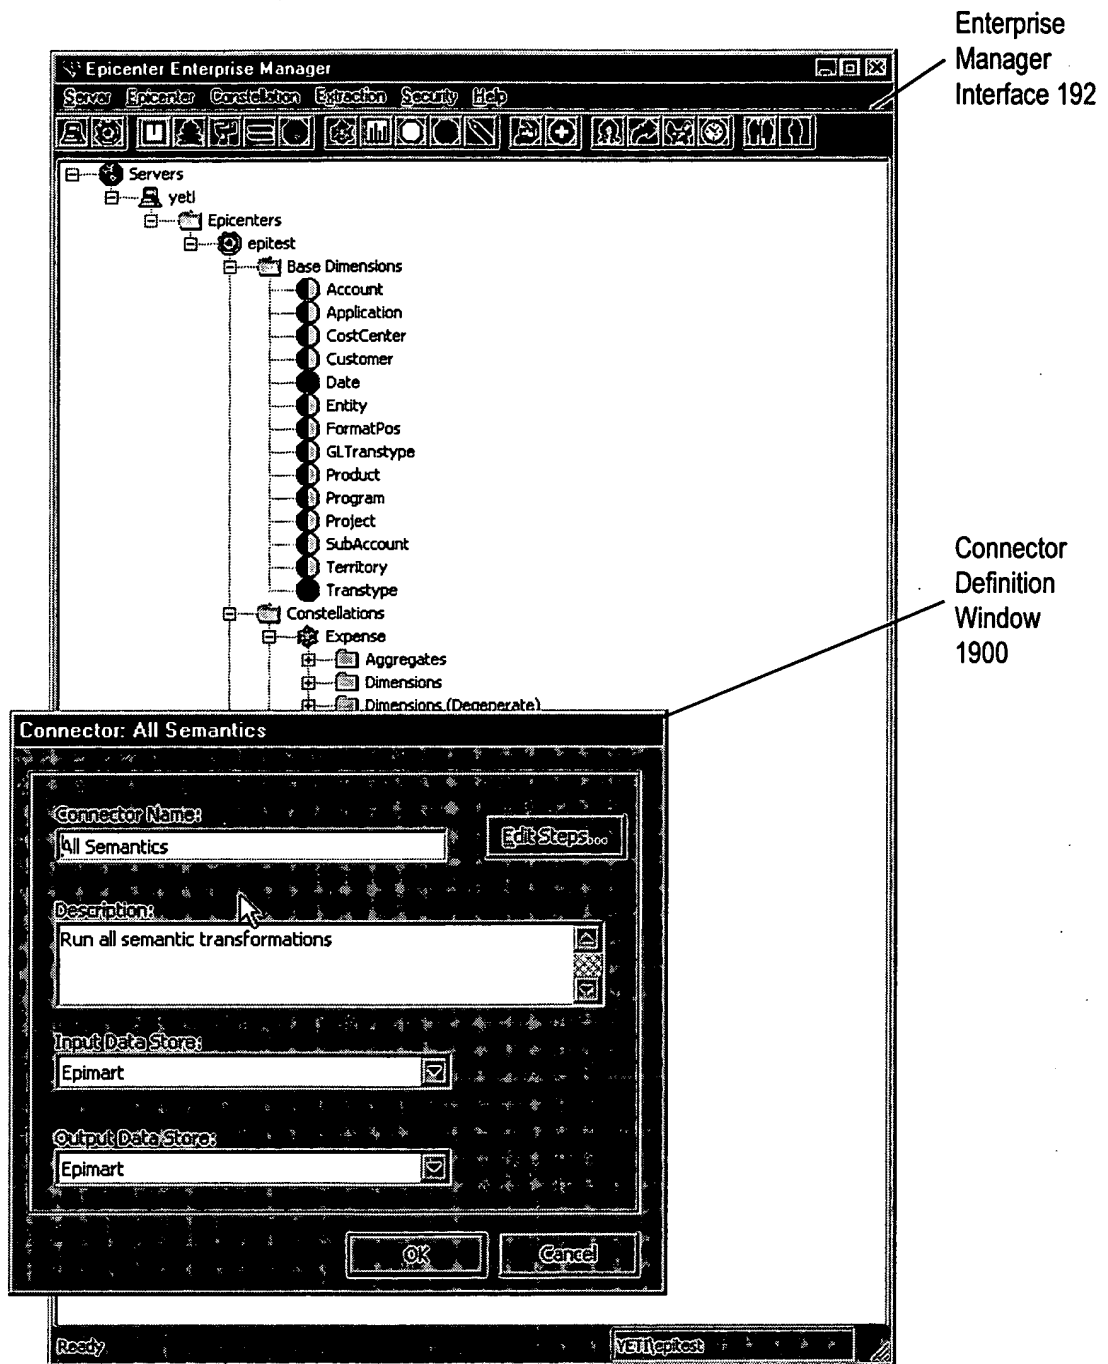 Enterprise
Manager
Interface 192
Epicenter Enterprise Manager
Server Epicenter Constellation Extraction Security Help
Servers
yeti
Epicenters
epitest
Base Dimensions
Account
Application
CostCenter
Customer
Date
Entity
FormatPos
GLTranstype
Product
Program
Project
SubAccount
Territory
Transtype
Constellations
Expense
Aggregates
Dimensions
Dimensions (Degenerate)
Connector
Definition
Window
1900
Connector: All Semantics
Connector Name:
All Semantics
Edit Steps...
Description:
Run all semantic transformations
Input Data Store:
Epimart
Output Data Store:
Epimart
OK
Cancel
Ready
YETI\epitest